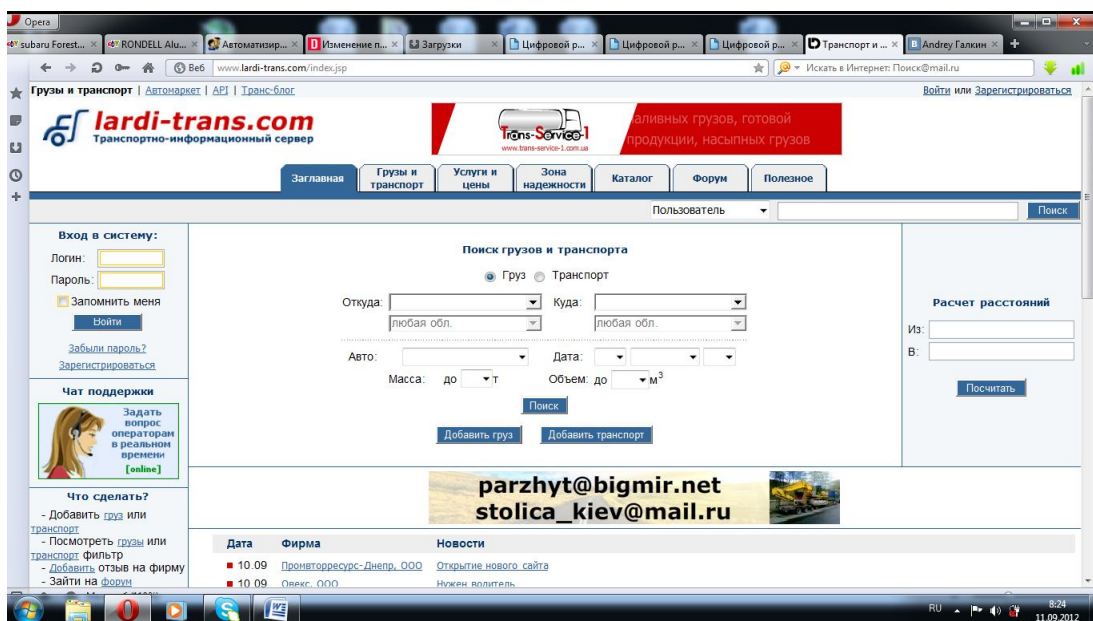 Opera
subaru Forest...
RONDELL Alu...
Автоматизир...
Изменение п...
Загрузки
Цифровой р...
Цифровой р...
Цифровой р...
Транспорт и ...
Andrey Галкин
Веб
www.lardi-trans.com/index.jsp
Искать в Интернет: Поиск@mail.ru
Грузы и транспорт | Автомаркет | API | Транс-блог
Войти или Зарегистрироваться
lardi-trans.com
Транспортно-информационный сервер
Trans-Service-1
www.trans-service-1.com.ua
аливных грузов, готовой
продукции, насыпных грузов
Заглавная
Грузы и транспорт
Услуги и цены
Зона надежности
Каталог
Форум
Полезное
Пользователь
Поиск
Вход в систему:
Логин:
Пароль:
Запомнить меня
Войти
Забыли пароль?
Зарегистрироваться
Чат поддержки
Задать
вопрос
операторам
в реальном
времени
[online]
Что сделать?
- Добавить груз или
транспорт
- Посмотреть грузы или
транспорт фильтр
- Добавить отзыв на фирму
- Зайти на форум
Поиск грузов и транспорта
Груз Транспорт
Откуда: Куда:
любая обл. любая обл.
Авто: Дата:
Масса: до т Объем: до м³
Поиск
Добавить груз Добавить транспорт
Расчет расстояний
Из:
В:
Посчитать
parzhyt@bigmir.net
stolica_kiev@mail.ru
Дата Фирма Новости
10.09 Промвторресурс-Днепр, ООО Открытие нового сайта
10.09 Овекс, ООО Нужен водитель
RU
8:24
11.09.2012